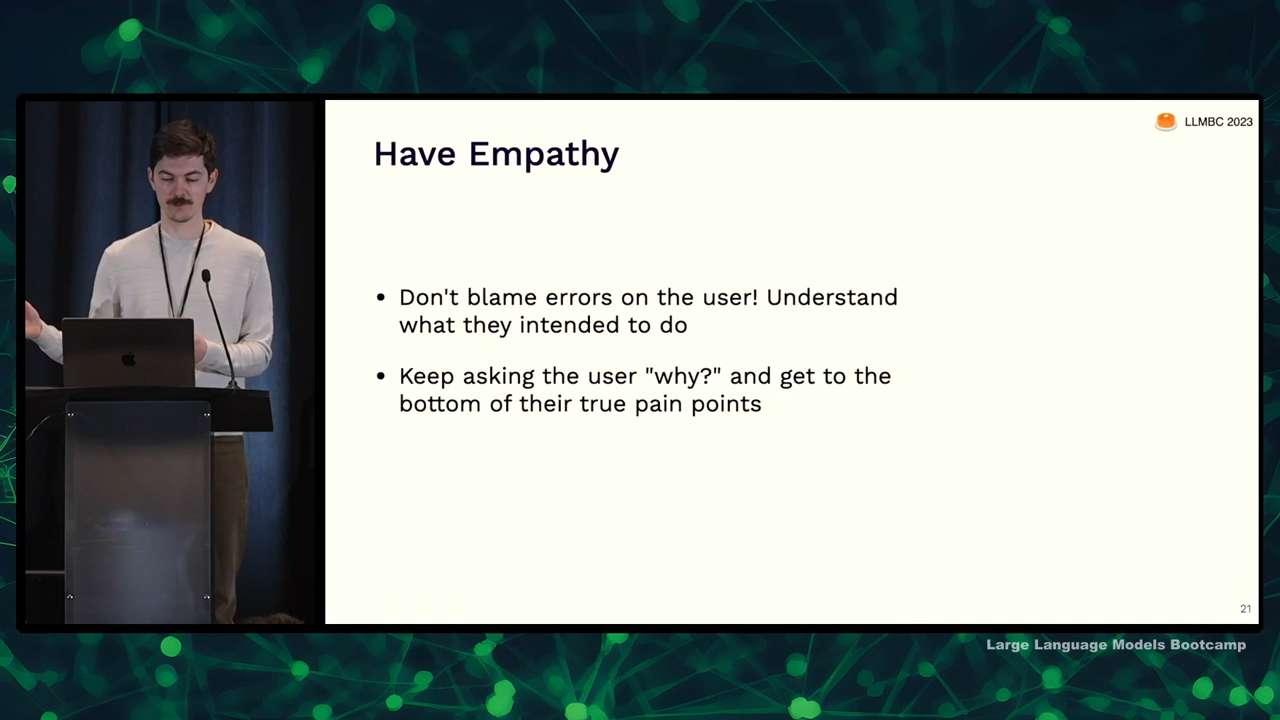 LLMBC 2023
Have Empathy
• Don't blame errors on the user! Understand
what they intended to do
• Keep asking the user "why?" and get to the
bottom of their true pain points
21
Large Language Models Bootcamp